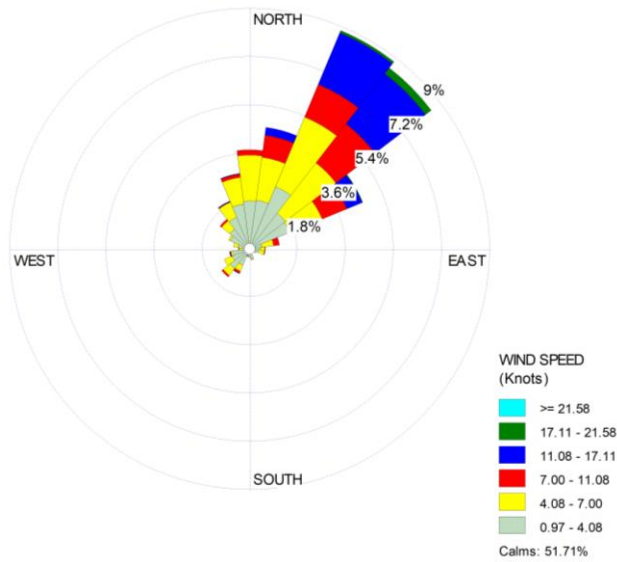 NORTH
9%
7.2%
5.4%
3.6%
1.8%
WEST
EAST
SOUTH
WIND SPEED
(Knots)
>= 21.58
17.11 - 21.58
11.08 - 17.11
7.00 - 11.08
4.08 - 7.00
0.97 - 4.08
Calms: 51.71%